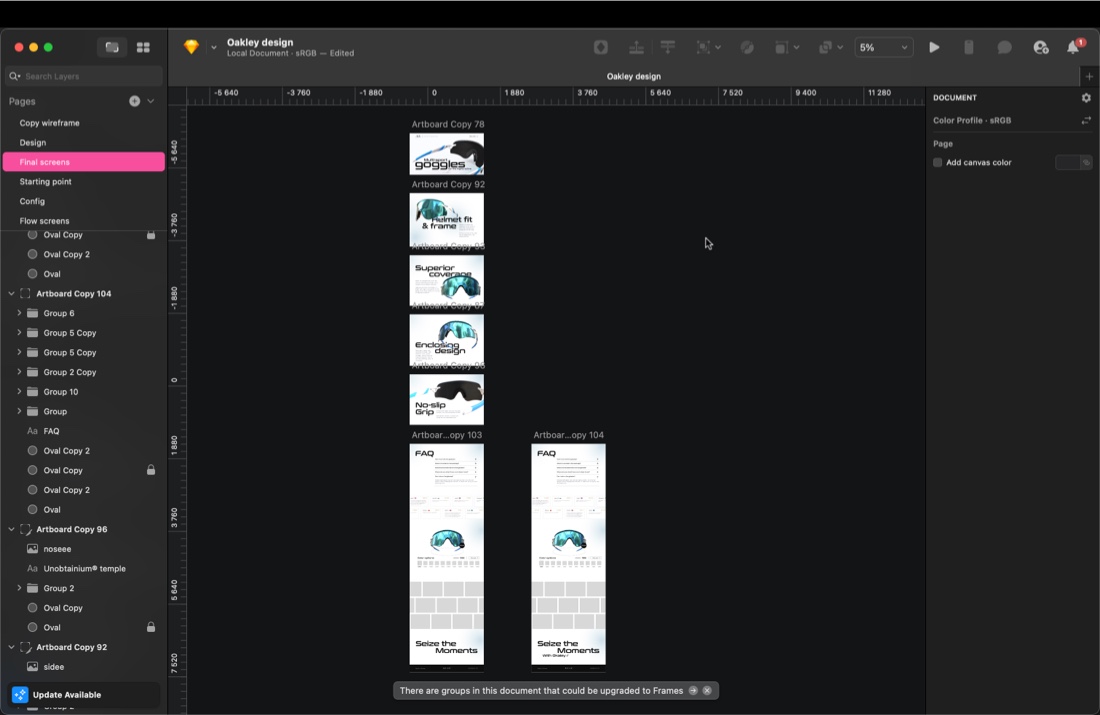 Oakley design
Local Document · sRGB — Edited
5%
1
Search Layers
Oakley design
Pages
Copy wireframe
Design
Final screens
Starting point
Config
Flow screens
Oval Copy
Oval Copy 2
Oval
Artboard Copy 104
Group 6
Group 5 Copy
Group 5 Copy
Group 2 Copy
Group 10
Group
FAQ
Oval Copy 2
Oval Copy
Oval Copy 2
Oval
Artboard Copy 96
noseee
Unobtainium® temple
Group 2
Oval Copy
Oval
Artboard Copy 92
sidee
Update Available
-5 640
-3 760
-1 880
0
1 880
3 760
5 640
7 520
9 400
11 280
-5 640
-3 760
-1 880
0
1 880
3 760
5 640
7 520
Artboard Copy 78
goggles
Artboard Copy 92
Helmet fit
& frame
Superior
coverage
Enclosing
design
No-slip
Grip
Artboar...opy 103
FAQ
Seize the
Moments
Artboar...opy 104
FAQ
Seize the
Moments
There are groups in this document that could be upgraded to Frames
DOCUMENT
Color Profile · sRGB
Page
Add canvas color